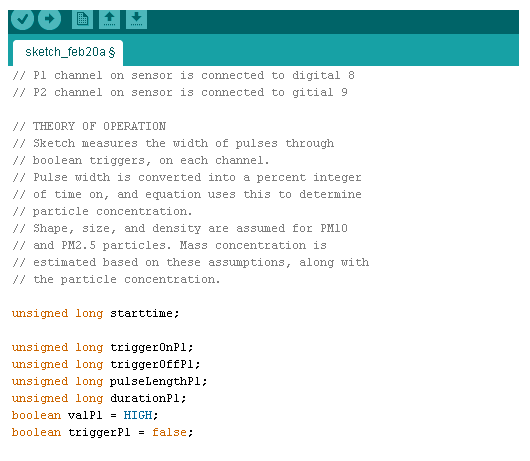 sketch_feb20a §
// P1 channel on sensor is connected to digital 8
// P2 channel on sensor is connected to gitial 9
// THEORY OF OPERATION
// Sketch measures the width of pulses through
// boolean triggers, on each channel.
// Pulse width is converted into a percent integer
// of time on, and equation uses this to determine
// particle concentration.
// Shape, size, and density are assumed for PM10
// and PM2.5 particles. Mass concentration is
// estimated based on these assumptions, along with
// the particle concentration.
unsigned long starttime;
unsigned long triggerOnP1;
unsigned long triggerOffP1;
unsigned long pulseLengthP1;
unsigned long durationP1;
boolean valP1 = HIGH;
boolean triggerP1 = false;